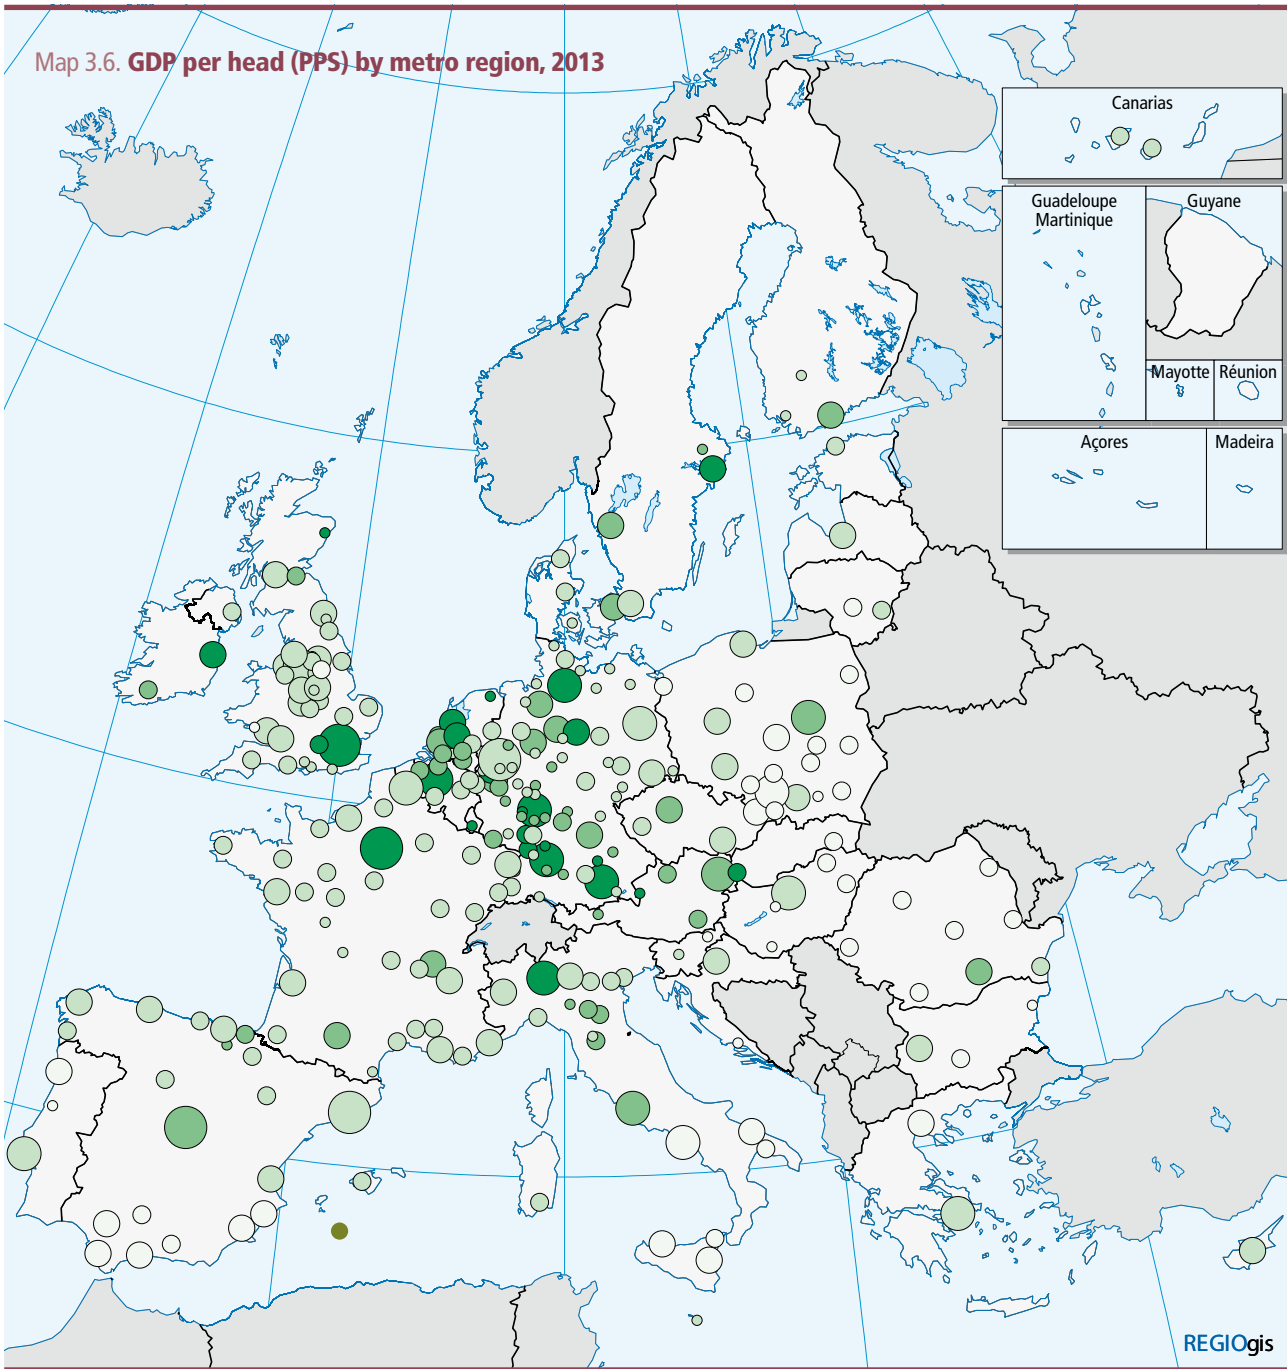 Map 3.6. GDP per head (PPS) by metro region, 2013
Canarias
Guadeloupe
Martinique
Guyane
Mayotte
Réunion
Açores
Madeira
REGIOgis